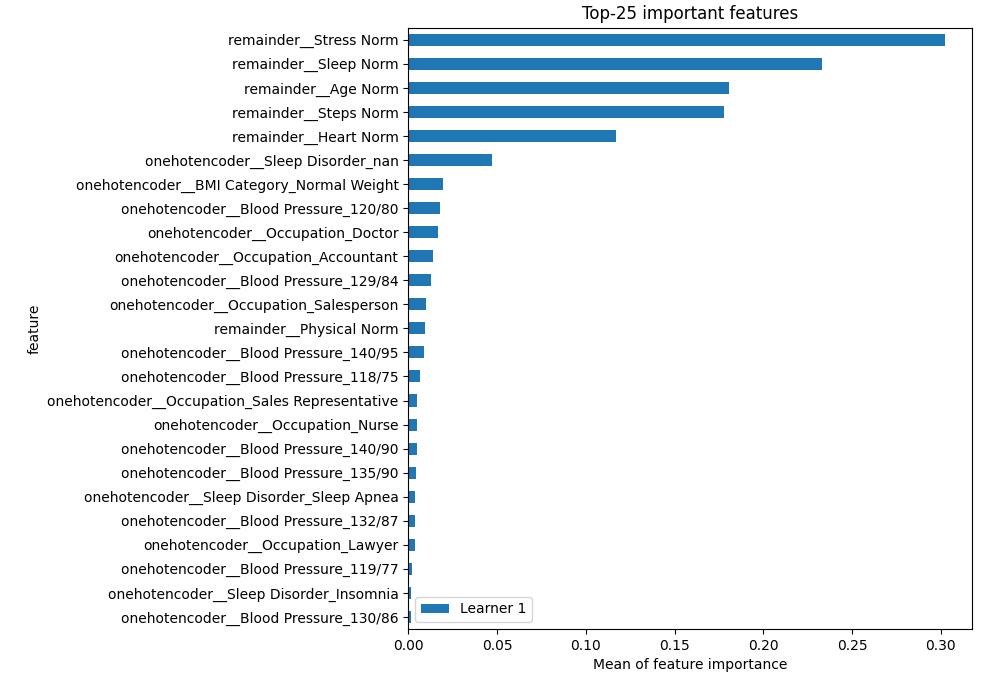 Top-25 important features
remainder__Stress Norm
remainder__Sleep Norm
remainder__Age Norm
remainder__Steps Norm
remainder__Heart Norm
onehotencoder__Sleep Disorder_nan
onehotencoder__BMI Category_Normal Weight
onehotencoder__Blood Pressure_120/80
onehotencoder__Occupation_Doctor
onehotencoder__Occupation_Accountant
onehotencoder__Blood Pressure_129/84
onehotencoder__Occupation_Salesperson
remainder__Physical Norm
onehotencoder__Blood Pressure_140/95
onehotencoder__Blood Pressure_118/75
onehotencoder__Occupation_Sales Representative
onehotencoder__Occupation_Nurse
onehotencoder__Blood Pressure_140/90
onehotencoder__Blood Pressure_135/90
onehotencoder__Sleep Disorder_Sleep Apnea
onehotencoder__Blood Pressure_132/87
onehotencoder__Occupation_Lawyer
onehotencoder__Blood Pressure_119/77
onehotencoder__Sleep Disorder_Insomnia
onehotencoder__Blood Pressure_130/86
feature
Learner 1
0.00 0.05 0.10 0.15 0.20 0.25 0.30
Mean of feature importance